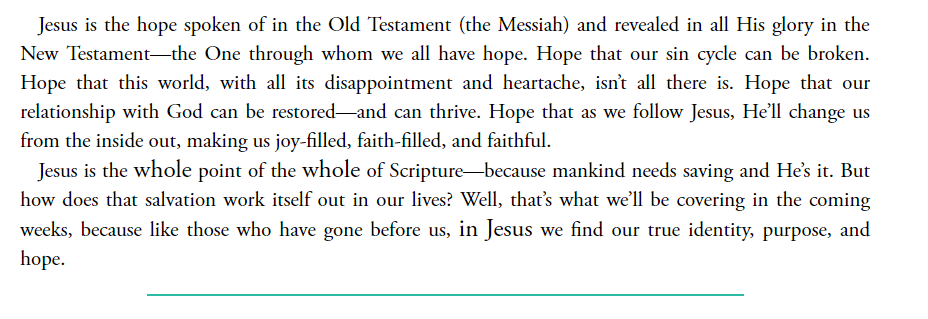 Jesus is the hope spoken of in the Old Testament (the Messiah) and revealed in all His glory in the
New Testament—the One through whom we all have hope. Hope that our sin cycle can be broken.
Hope that this world, with all its disappointment and heartache, isn't all there is. Hope that our
relationship with God can be restored—and can thrive. Hope that as we follow Jesus, He'll change us
from the inside out, making us joy-filled, faith-filled, and faithful.
Jesus is the whole point of the whole of Scripture—because mankind needs saving and He's it. But
how does that salvation work itself out in our lives? Well, that's what we'll be covering in the coming
weeks, because like those who have gone before us, in Jesus we find our true identity, purpose, and
hope.